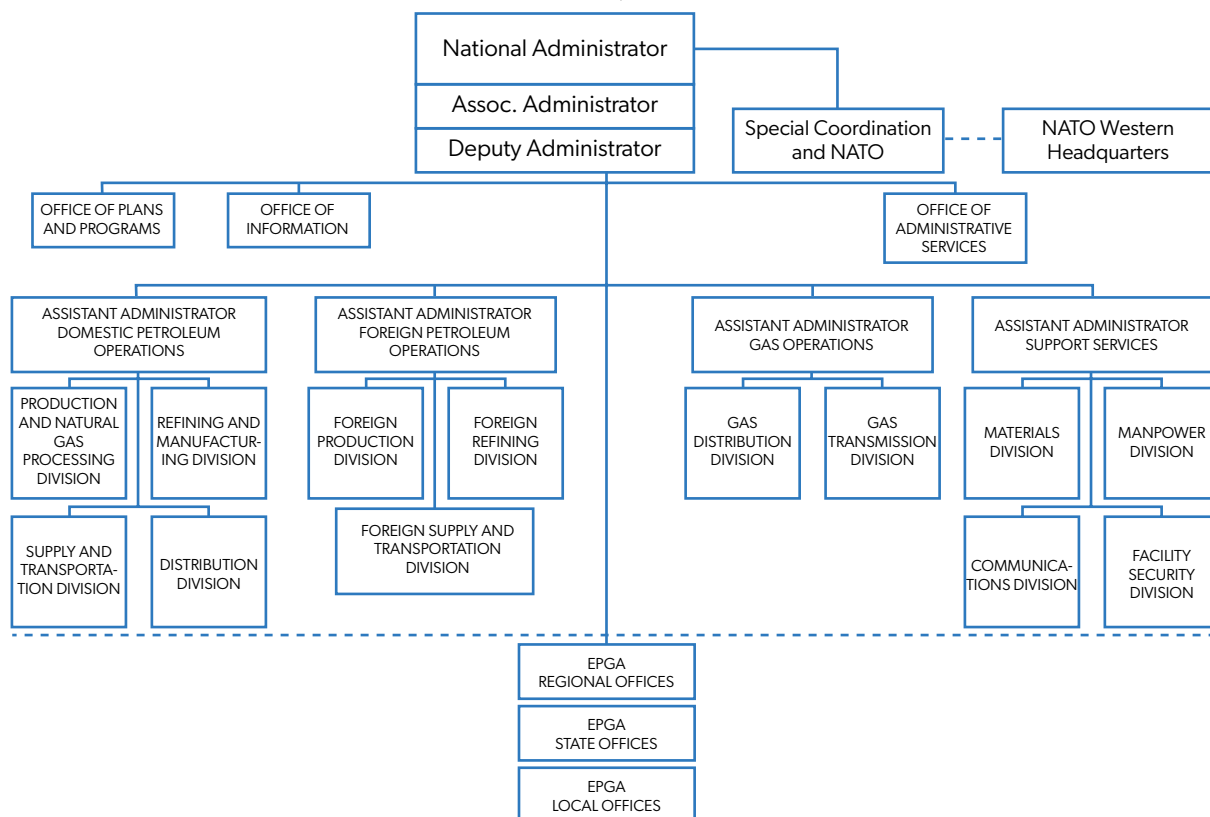 National Administrator
Assoc. Administrator
Deputy Administrator
Special Coordination
and NATO
NATO Western
Headquarters
OFFICE OF PLANS
AND PROGRAMS
OFFICE OF
INFORMATION
OFFICE OF
ADMINISTRATIVE
SERVICES
ASSISTANT ADMINISTRATOR
DOMESTIC PETROLEUM
OPERATIONS
ASSISTANT ADMINISTRATOR
FOREIGN PETROLEUM
OPERATIONS
ASSISTANT ADMINISTRATOR
GAS OPERATIONS
ASSISTANT ADMINISTRATOR
SUPPORT SERVICES
PRODUCTION
AND NATURAL
GAS
PROCESSING
DIVISION
REFINING AND
MANUFACTUR-
ING DIVISION
FOREIGN
PRODUCTION
DIVISION
FOREIGN
REFINING
DIVISION
GAS
DISTRIBUTION
DIVISION
GAS
TRANSMISSION
DIVISION
MATERIALS
DIVISION
MANPOWER
DIVISION
SUPPLY AND
TRANSPORTA-
TION DIVISION
DISTRIBUTION
DIVISION
FOREIGN SUPPLY AND
TRANSPORTATION
DIVISION
COMMUNICA-
TIONS DIVISION
FACILITY
SECURITY
DIVISION
EPGA
REGIONAL OFFICES
EPGA
STATE OFFICES
EPGA
LOCAL OFFICES